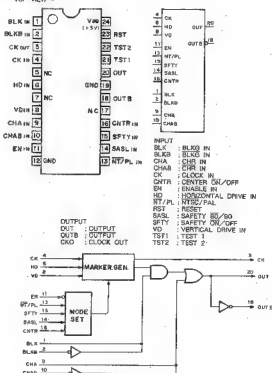 BLK IN 1
BLKB IN 2
CK OUT 3
CK IN 4
5 NC
HD IN 6
7 NC
VD IN 8
CHA IN 9
CHAB IN 10
EN IN 11
12 GND
24
23 RST
22 TST2
21 TST1
20 OUT
GND 19
18 OUTB
NC 17
16 CNTR IN
15 SFTY IN
14 SASL IN
13 NT/PL IN
4 CK
6 HD
8 VD
11 EN
13 NT/PL
15 SFTY
14 SASL
16 CNTR
1 BLK
2 BLKB
9 CHA
10 CHAB
OUT 20
OUTB 18
INPUT
BLK ; BLKG IN
BLKB ; BLKG IN
CHA ; CHR IN
CHAB ; CHR IN
CK ; CLOCK IN
CNTR ; CENTER ON/OFF
EN ; ENABLE IN
HD ; HORIZONTAL DRIVE IN
NT/PL ; NTSC/PAL
RST ; RESET
SASL ; SAFETY 80/90
SFTY ; SAFETY ON/OFF
VD ; VERTICAL DRIVE IN
TST1 ; TEST 1
TST2 ; TEST 2
OUTPUT
OUT ; OUTPUT
OUTB ; OUTPUT
CKO ; CLOCK OUT
CK 4
HD 6
VD 8
MARKER GEN.
3 CK
20 OUT
18 OUTB
EN 11
NT/PL 13
SFTY 15
SASL 14
CNTR 16
MODE
SET
BLK 1
BLKB 2
CHA 9
CHAB 10